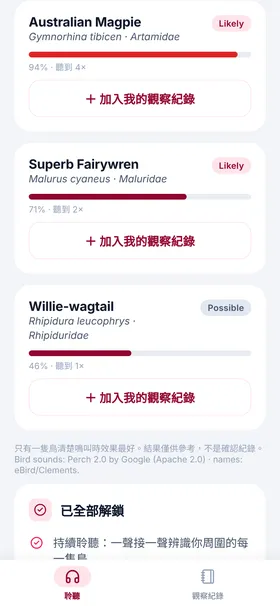 Australian Magpie
Likely
Gymnorhina tibicen · Artamidae
94% · 聽到 4×
+ 加入我的觀察紀錄
Superb Fairywren
Likely
Malurus cyaneus · Maluridae
71% · 聽到 2×
+ 加入我的觀察紀錄
Willie-wagtail
Possible
Rhipidura leucophrys ·
Rhipiduridae
46% · 聽到 1×
+ 加入我的觀察紀錄
只有一隻鳥清楚鳴叫時效果最好。結果僅供參考，不是確認紀錄。
Bird sounds: Perch 2.0 by Google (Apache 2.0) · names:
eBird/Clements.
已全部解鎖
持續聆聽：一聲接一聲辨識你周圍的每
一隻鳥
聆聽
觀察紀錄